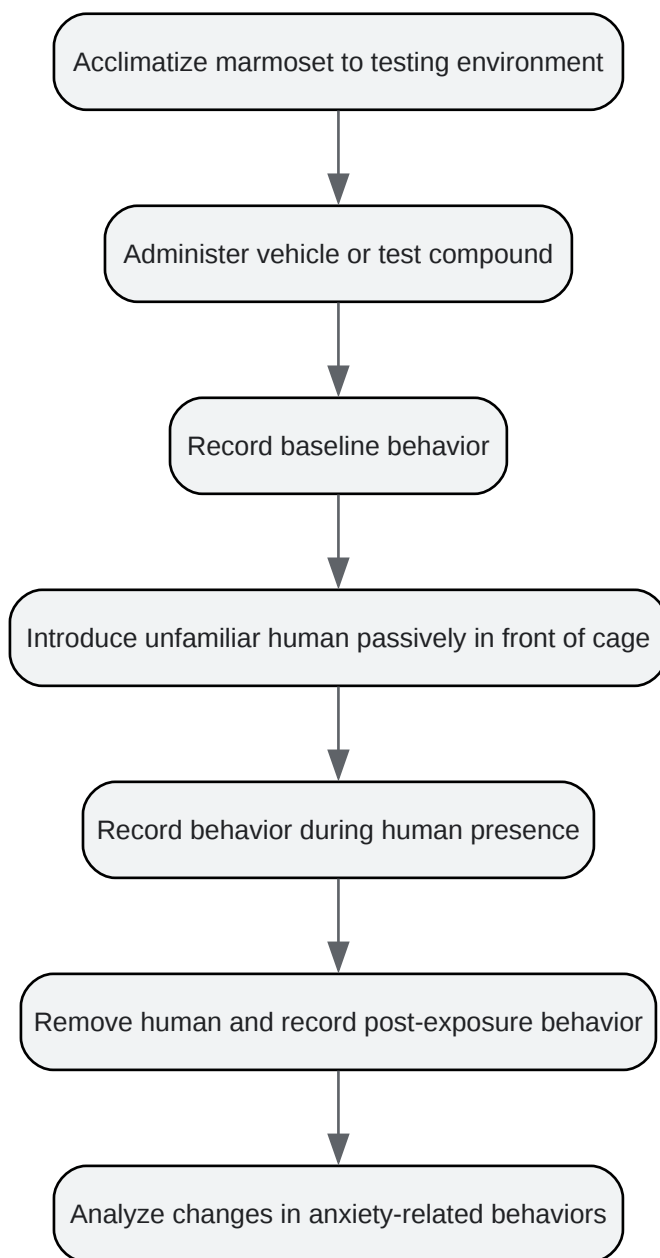 Acclimatize marmoset to testing environment
Administer vehicle or test compound
Record baseline behavior
Introduce unfamiliar human passively in front of cage
Record behavior during human presence
Remove human and record post-exposure behavior
Analyze changes in anxiety-related behaviors